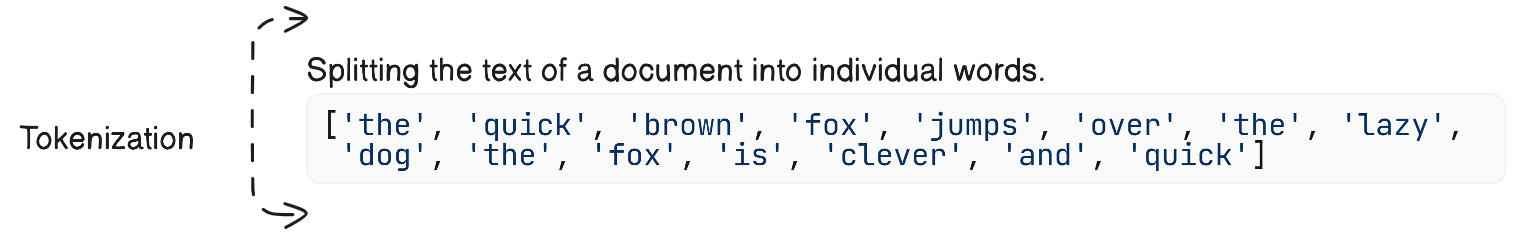 Splitting the text of a document into individual words.
Tokenization
['the', 'quick', 'brown', 'fox', 'jumps', 'over', 'the', 'lazy',
'dog', 'the', 'fox', 'is', 'clever', 'and', 'quick']